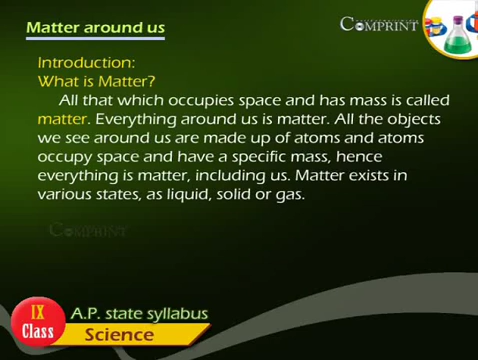 Matter around us
COMPRINT
Introduction:
What is Matter?
All that which occupies space and has mass is called
matter. Everything around us is matter. All the objects
we see around us are made up of atoms and atoms
occupy space and have a specific mass, hence
everything is matter, including us. Matter exists in
various states, as liquid, solid or gas.
COMPRINT
IX
Class
A.P. state syllabus
Science